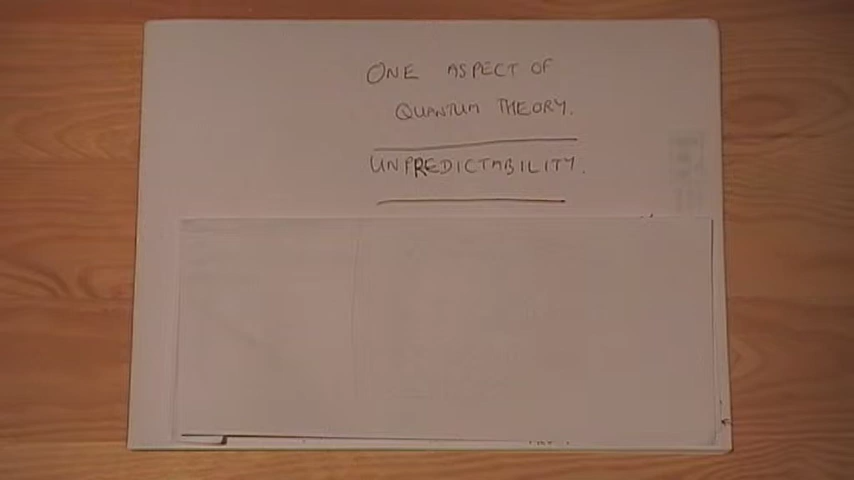 ONE ASPECT OF
QUANTUM THEORY.
UNPREDICTABILITY.